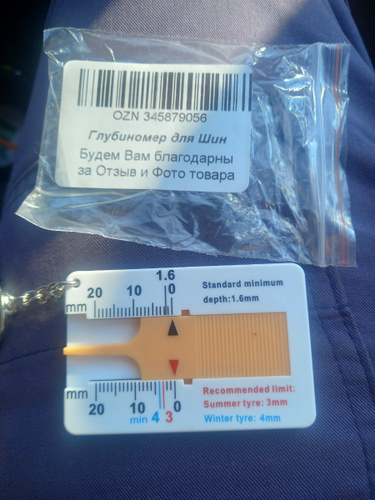 OZN 345879056
Глубиномер для Шин
Будем Вам благодарны
за Отзыв и Фото товара
1.6
20 10 0
mm
Standard minimum
depth:1.6mm
mm
20 10 0
min 4 3
Recommended limit:
Summer tyre: 3mm
Winter tyre: 4mm